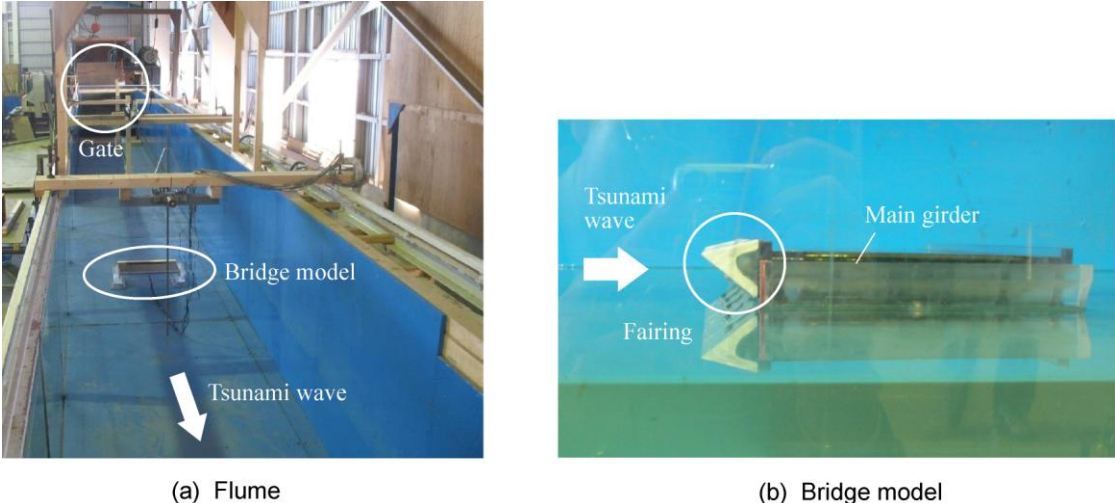 Gate
Bridge model
Tsunami wave
(a) Flume
Tsunami
wave
Main girder
Fairing
(b) Bridge model